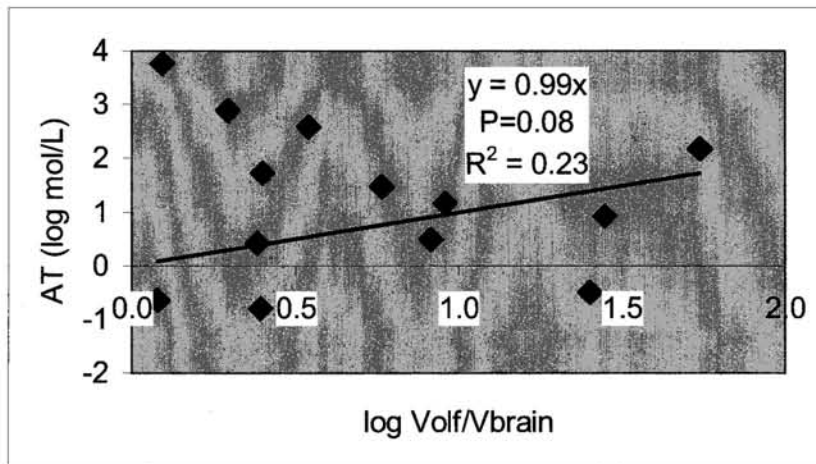 4
3
2
1
0
-1
-2
AT (log mol/L)
y = 0.99x
P=0.08
R² = 0.23
0.0
0.5
1.0
1.5
2.0
log Volf/Vbrain